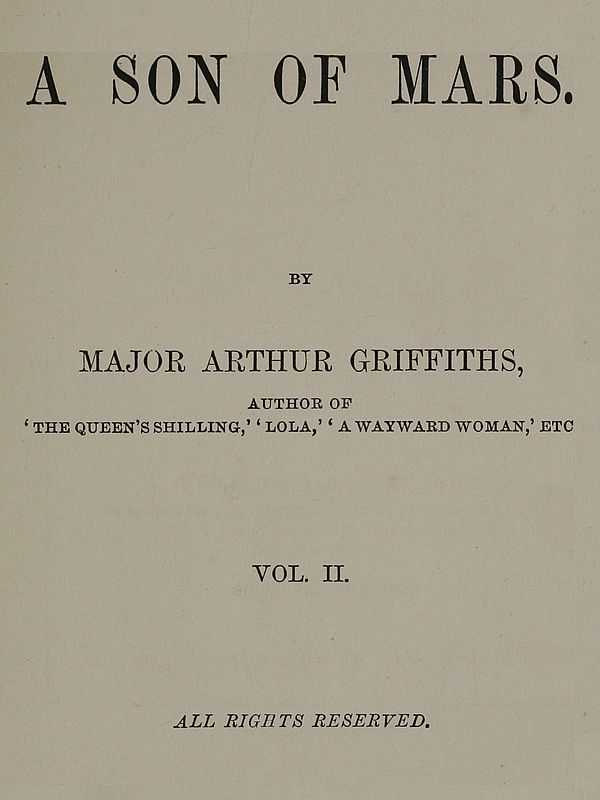 A SON OF MARS.
BY
MAJOR ARTHUR GRIFFITHS,
AUTHOR OF
‘THE QUEEN'S SHILLING,’ ‘LOLA,’ ‘A WAYWARD WOMAN,’ ETC
VOL. II.
ALL RIGHTS RESERVED.